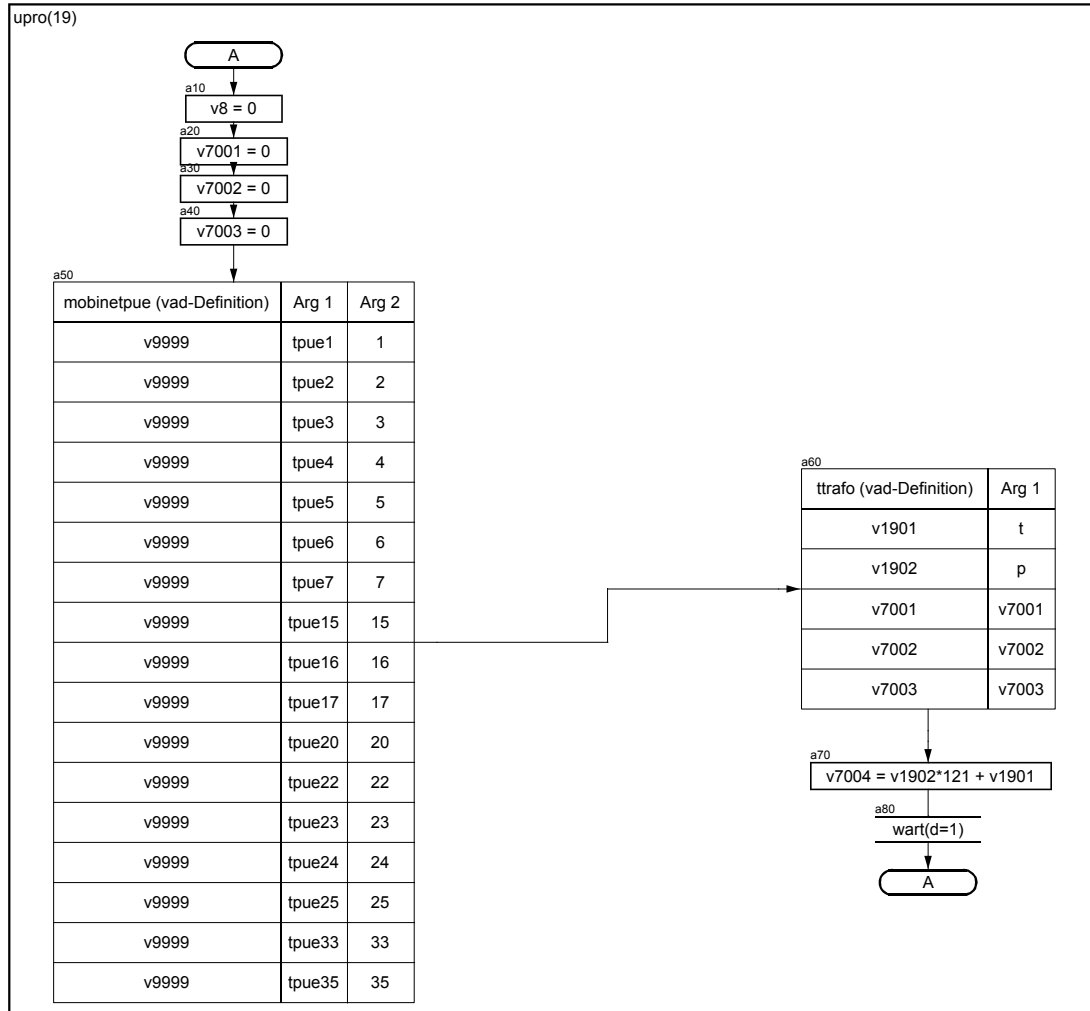 upro(19)
A
a10
v8 = 0
a20
v7001 = 0
a30
v7002 = 0
a40
v7003 = 0
a50
mobinetpue (vad-Definition) Arg 1 Arg 2
v9999 tpue1 1
v9999 tpue2 2
v9999 tpue3 3
v9999 tpue4 4
v9999 tpue5 5
v9999 tpue6 6
v9999 tpue7 7
v9999 tpue15 15
v9999 tpue16 16
v9999 tpue17 17
v9999 tpue20 20
v9999 tpue22 22
v9999 tpue23 23
v9999 tpue24 24
v9999 tpue25 25
v9999 tpue33 33
v9999 tpue35 35
a60
ttrafo (vad-Definition) Arg 1
v1901 t
v1902 p
v7001 v7001
v7002 v7002
v7003 v7003
a70
v7004 = v1902*121 + v1901
a80
wart(d=1)
A